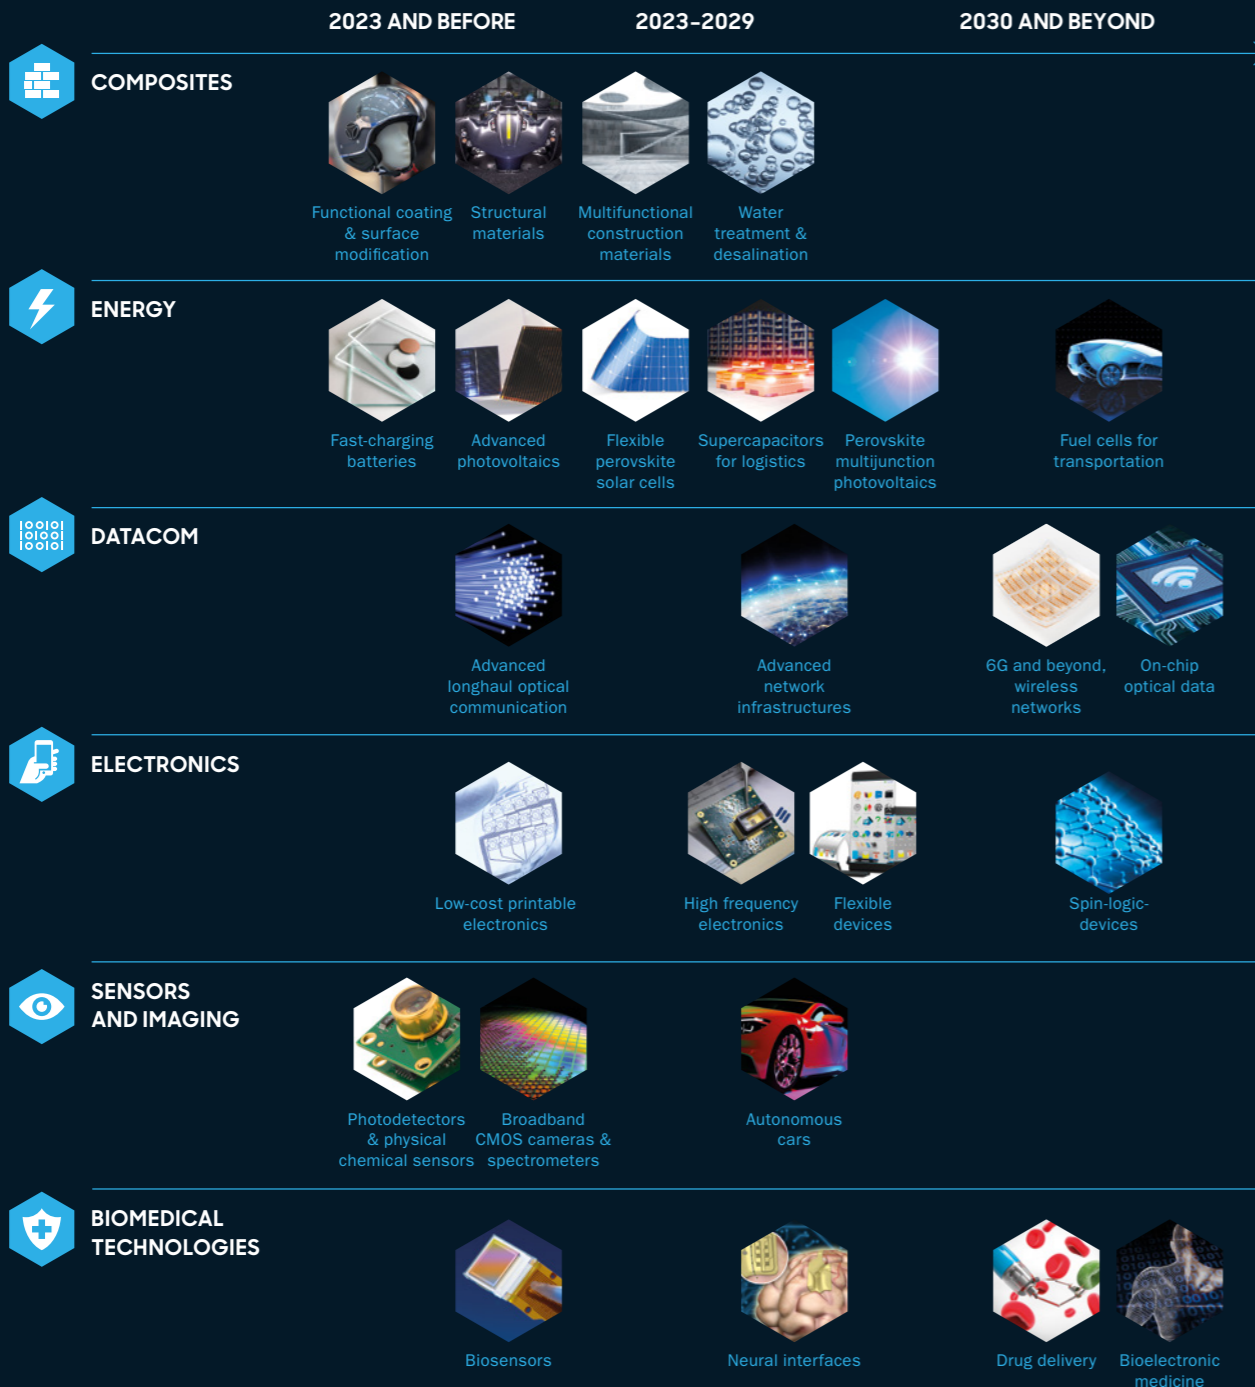 2023 AND BEFORE
2023–2029
2030 AND BEYOND
COMPOSITES
Functional coating
& surface
modification
Structural
materials
Multifunctional
construction
materials
Water
treatment &
desalination
ENERGY
Fast-charging
batteries
Advanced
photovoltaics
Flexible
perovskite
solar cells
Supercapacitors
for logistics
Perovskite
multijunction
photovoltaics
Fuel cells for
transportation
100101
010100
100101
DATACOM
Advanced
longhaul optical
communication
Advanced
network
infrastructures
6G and beyond,
wireless
networks
On-chip
optical data
ELECTRONICS
Low-cost printable
electronics
High frequency
electronics
Flexible
devices
Spin-logic-
devices
SENSORS
AND IMAGING
Photodetectors
& physical
chemical sensors
Broadband
CMOS cameras &
spectrometers
Autonomous
cars
BIOMEDICAL
TECHNOLOGIES
Biosensors
Neural interfaces
Drug delivery
Bioelectronic
medicine